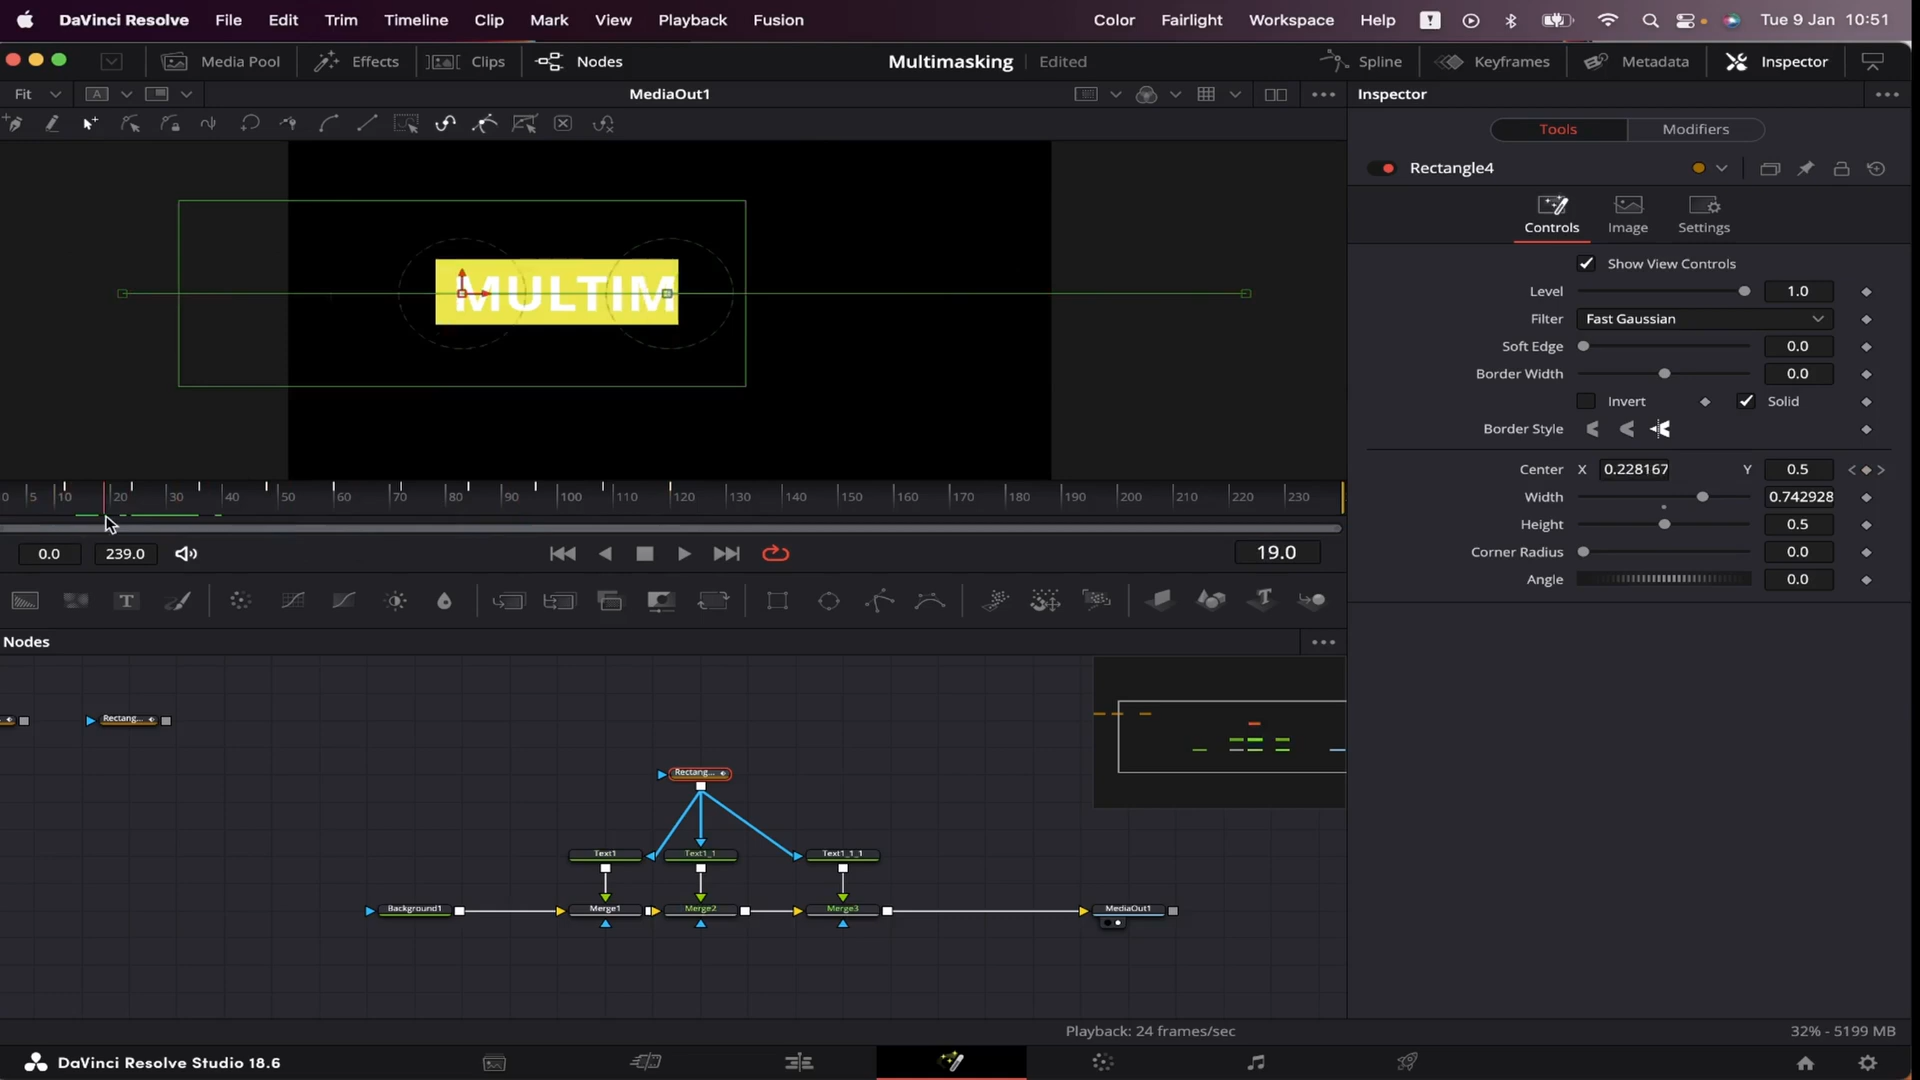 DaVinci Resolve File Edit Trim Timeline Clip Mark View Playback Fusion Color Fairlight Workspace Help Tue 9 Jan 10:51
Media Pool Effects Clips Nodes Multimasking Edited Spline Keyframes Metadata Inspector
Fit A MediaOut1 Inspector
Tools Modifiers
Rectangle4
Controls Image Settings
Show View Controls
Level 1.0
Filter Fast Gaussian
Soft Edge 0.0
Border Width 0.0
Invert Solid
Border Style
Center X 0.228167 Y 0.5
Width 0.742928
Height 0.5
Corner Radius 0.0
Angle 0.0
MULTIM
0 5 10 20 30 40 50 60 70 80 90 100 110 120 130 140 150 160 170 180 190 200 210 220 230
0.0 239.0 19.0
T T
Nodes
Rectang...
Rectang...
Text1 Text1_1 Text1_1_1
Background1 Merge1 Merge2 Merge3 MediaOut1
Playback: 24 frames/sec 32% - 5199 MB
DaVinci Resolve Studio 18.6